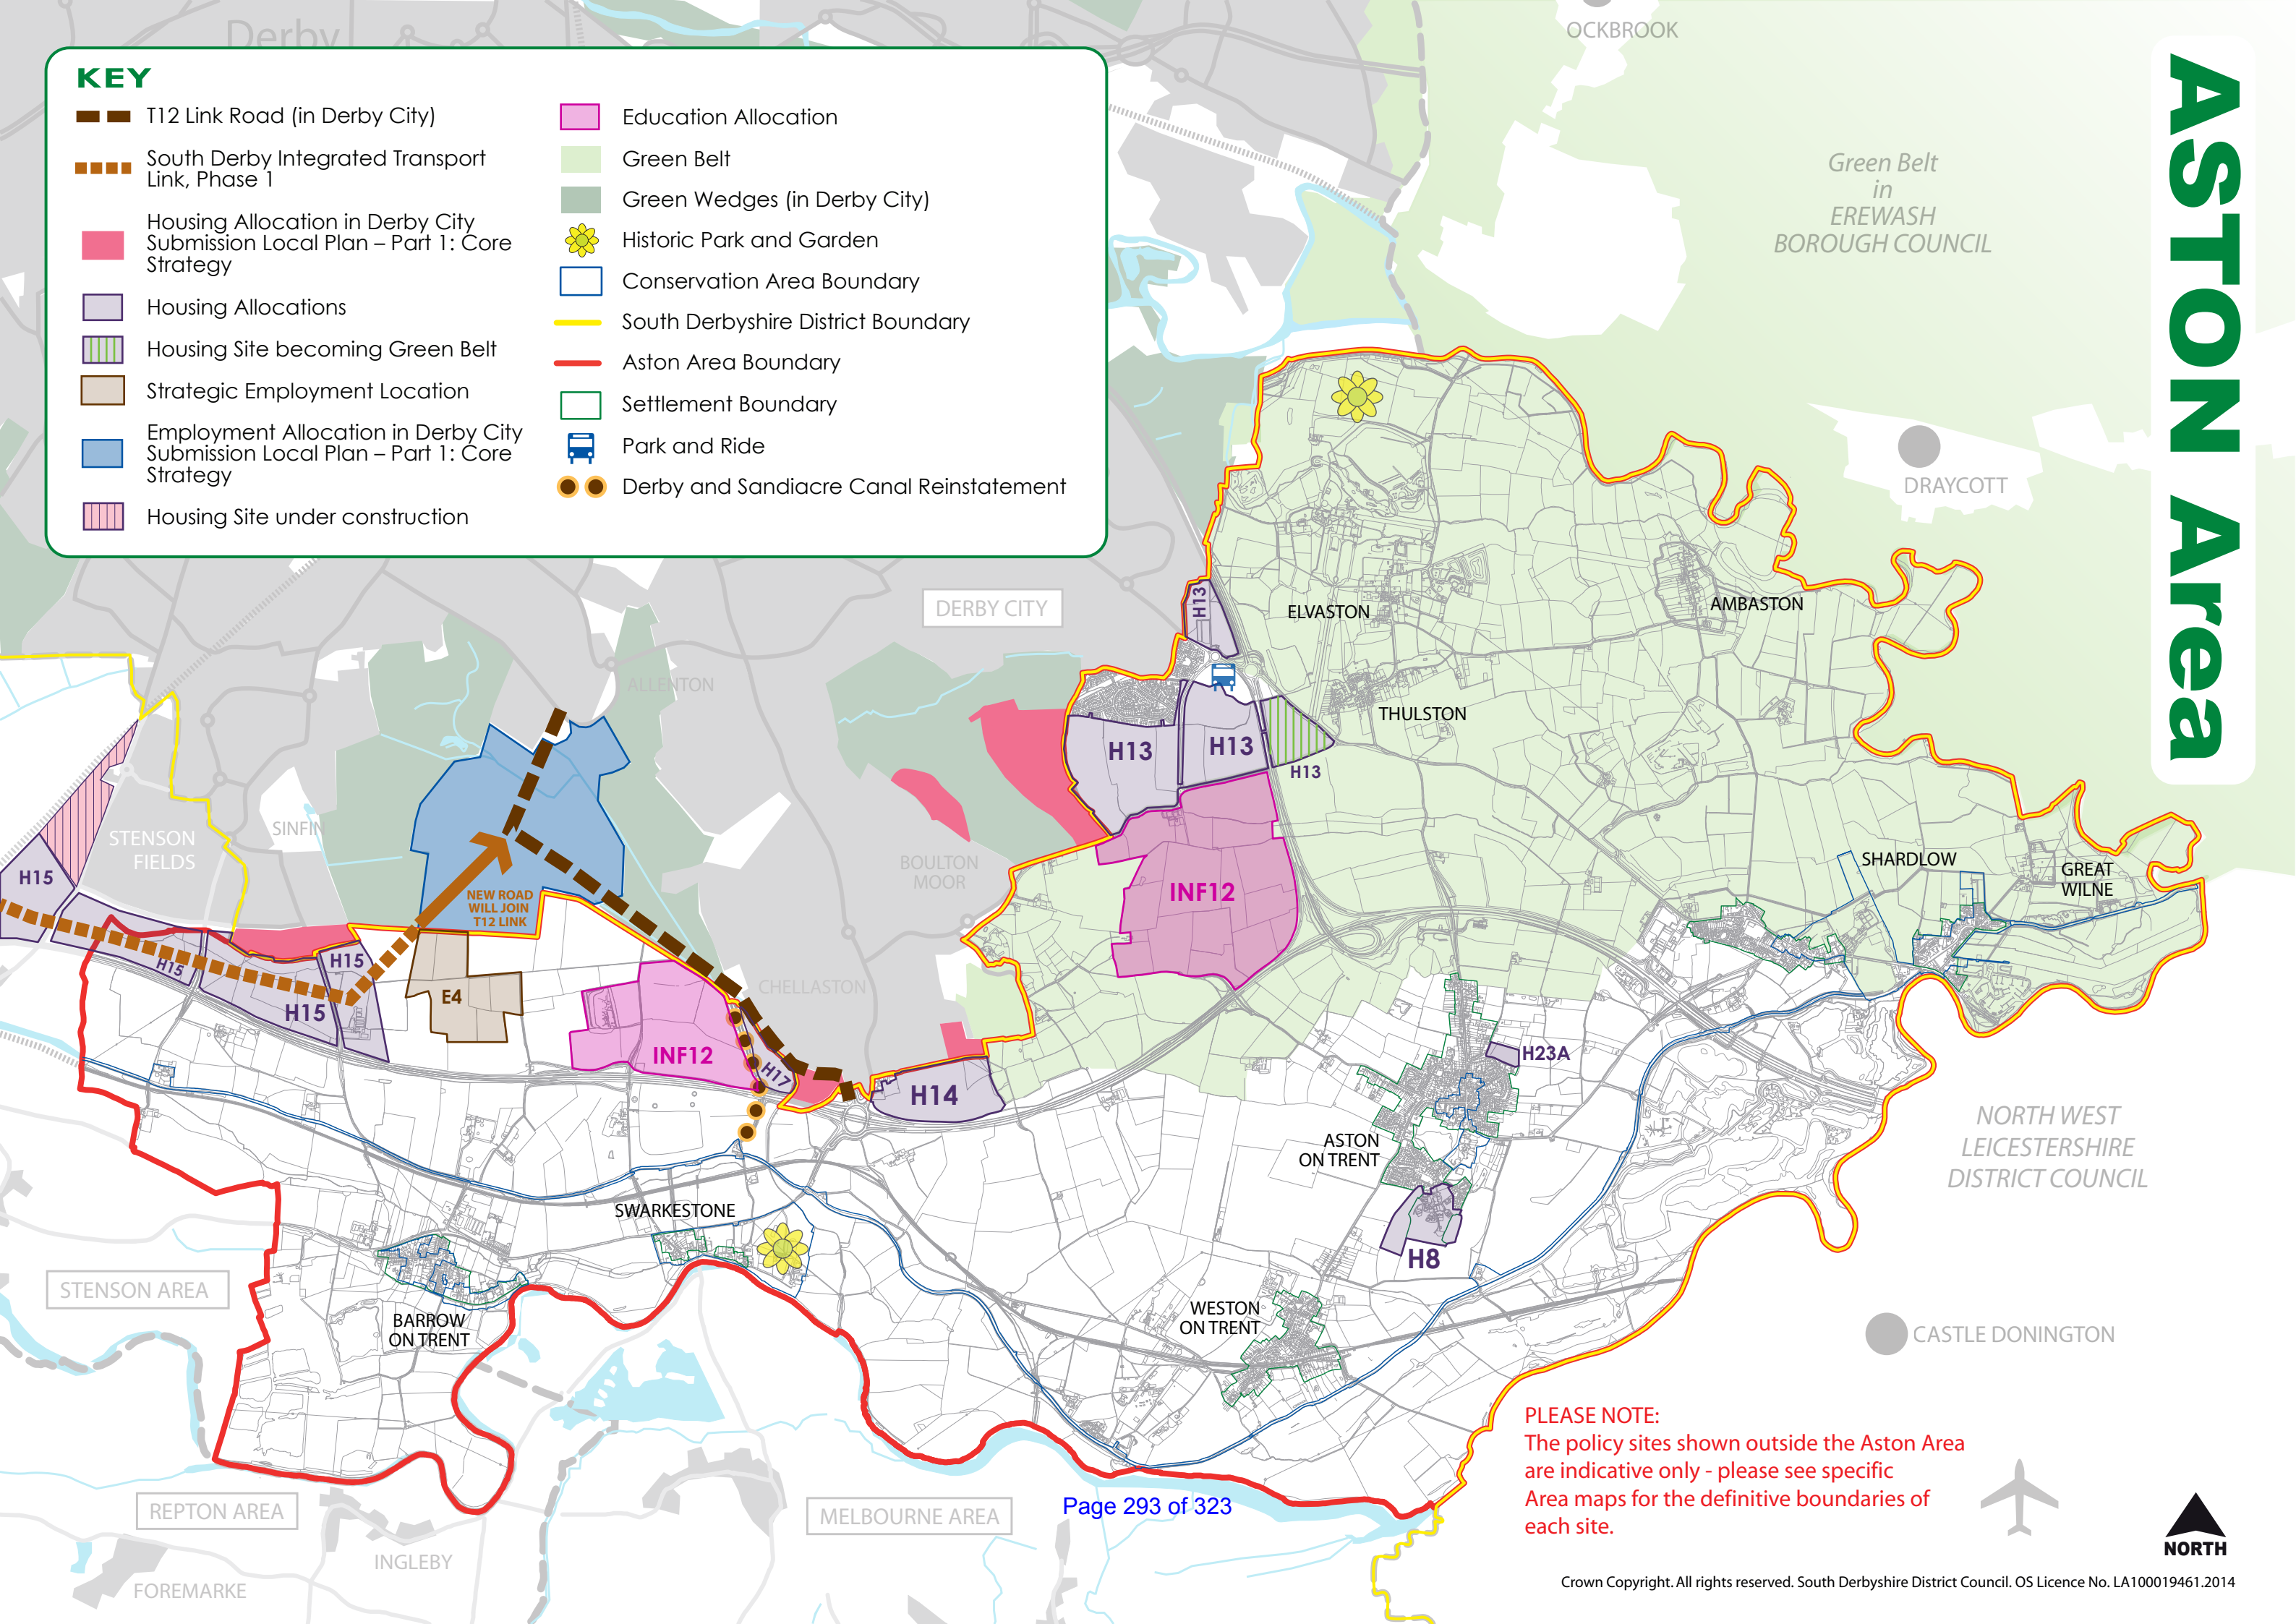 Derby
OCKBROOK
ASTON Area
KEY
T12 Link Road (in Derby City)
South Derby Integrated Transport
Link, Phase 1
Housing Allocation in Derby City
Submission Local Plan – Part 1: Core
Strategy
Housing Allocations
Housing Site becoming Green Belt
Strategic Employment Location
Employment Allocation in Derby City
Submission Local Plan – Part 1: Core
Strategy
Housing Site under construction
Education Allocation
Green Belt
Green Wedges (in Derby City)
Historic Park and Garden
Conservation Area Boundary
South Derbyshire District Boundary
Aston Area Boundary
Settlement Boundary
Park and Ride
Derby and Sandiacre Canal Reinstatement
Green Belt
in
EREWASH
BOROUGH COUNCIL
DRAYCOTT
DERBY CITY
H13
ELVASTON
AMBASTON
ALLENTON
THULSTON
H13
H13
H13
SINFIN
STENSON
FIELDS
BOULTON
MOOR
SHARDLOW
GREAT
WILNE
H15
INF12
NEW ROAD
WILL JOIN
T12 LINK
H15
H15
H15
E4
CHELLASTON
INF12
H17
H14
H23A
ASTON
ON TRENT
NORTH WEST
LEICESTERSHIRE
DISTRICT COUNCIL
SWARKESTONE
H8
STENSON AREA
BARROW
ON TRENT
WESTON
ON TRENT
CASTLE DONINGTON
PLEASE NOTE:
The policy sites shown outside the Aston Area
are indicative only - please see specific
Area maps for the definitive boundaries of
each site.
REPTON AREA
MELBOURNE AREA
Page 293 of 323
INGLEBY
FOREMARKE
NORTH
Crown Copyright. All rights reserved. South Derbyshire District Council. OS Licence No. LA100019461.2014